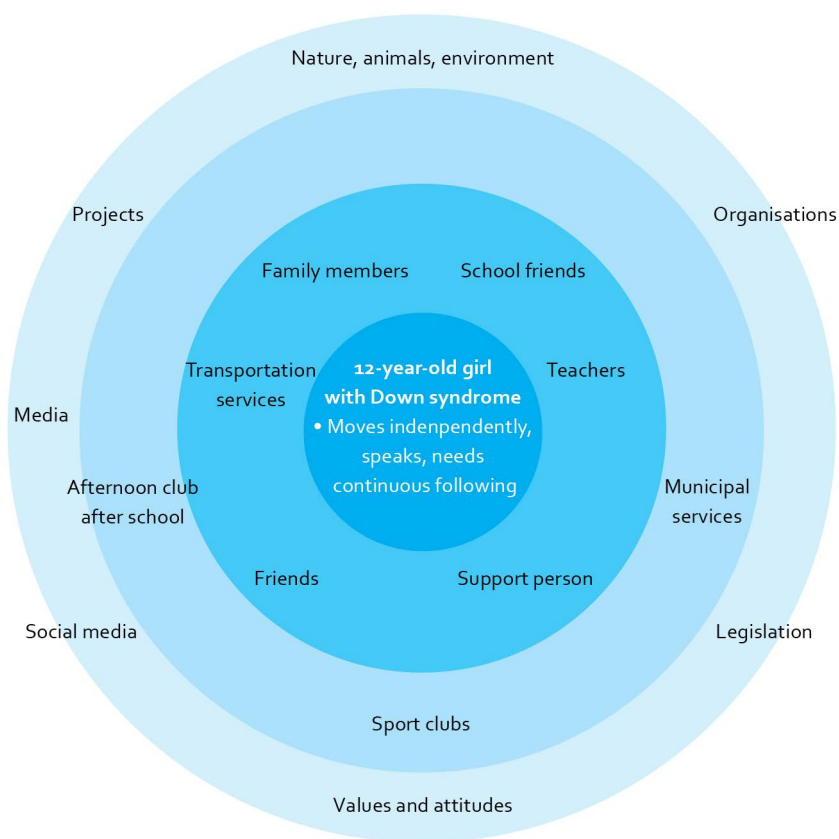 Nature, animals, environment
Projects
Organisations
Family members
School friends
Transportation
services
12-year-old girl
with Down syndrome
• Moves indenpendently,
speaks, needs
continuous following
Teachers
Media
Afternoon club
after school
Municipal
services
Friends
Support person
Social media
Legislation
Sport clubs
Values and attitudes